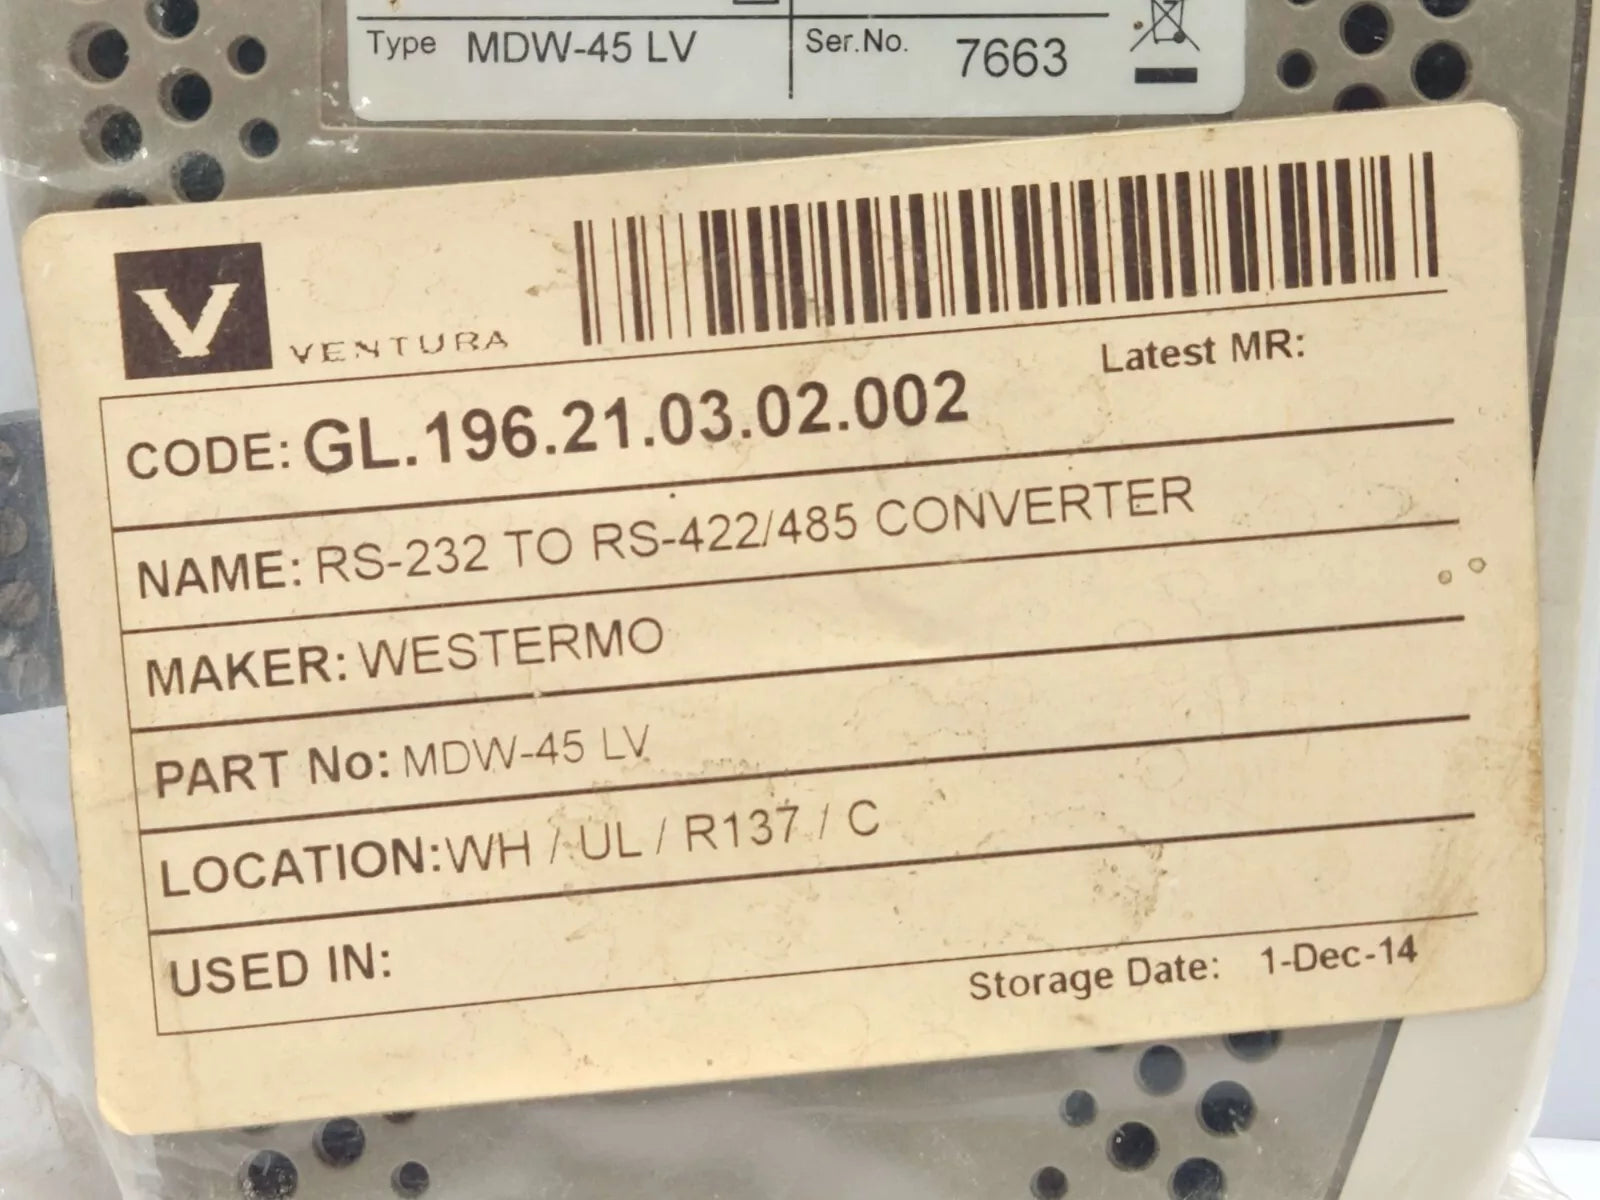 Type MDW-45 LV Ser.No. 7663
V VENTURA
Latest MR:
CODE: GL.196.21.03.02.002
NAME: RS-232 TO RS-422/485 CONVERTER
MAKER: WESTERMO
PART No: MDW-45 LV
LOCATION: WH / UL / R137 / C
USED IN:
Storage Date: 1-Dec-14